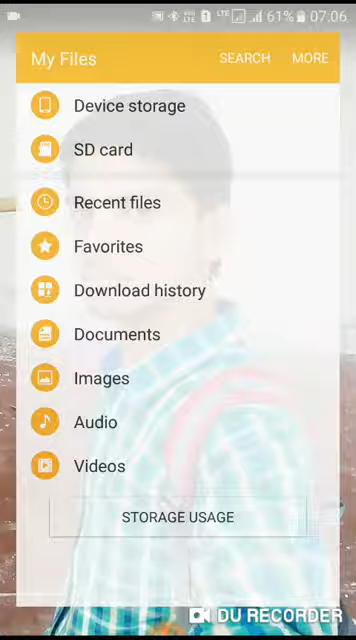 LTE 61% 07:06
My Files SEARCH MORE
Device storage
SD card
Recent files
Favorites
Download history
Documents
Images
Audio
Videos
STORAGE USAGE
DU RECORDER